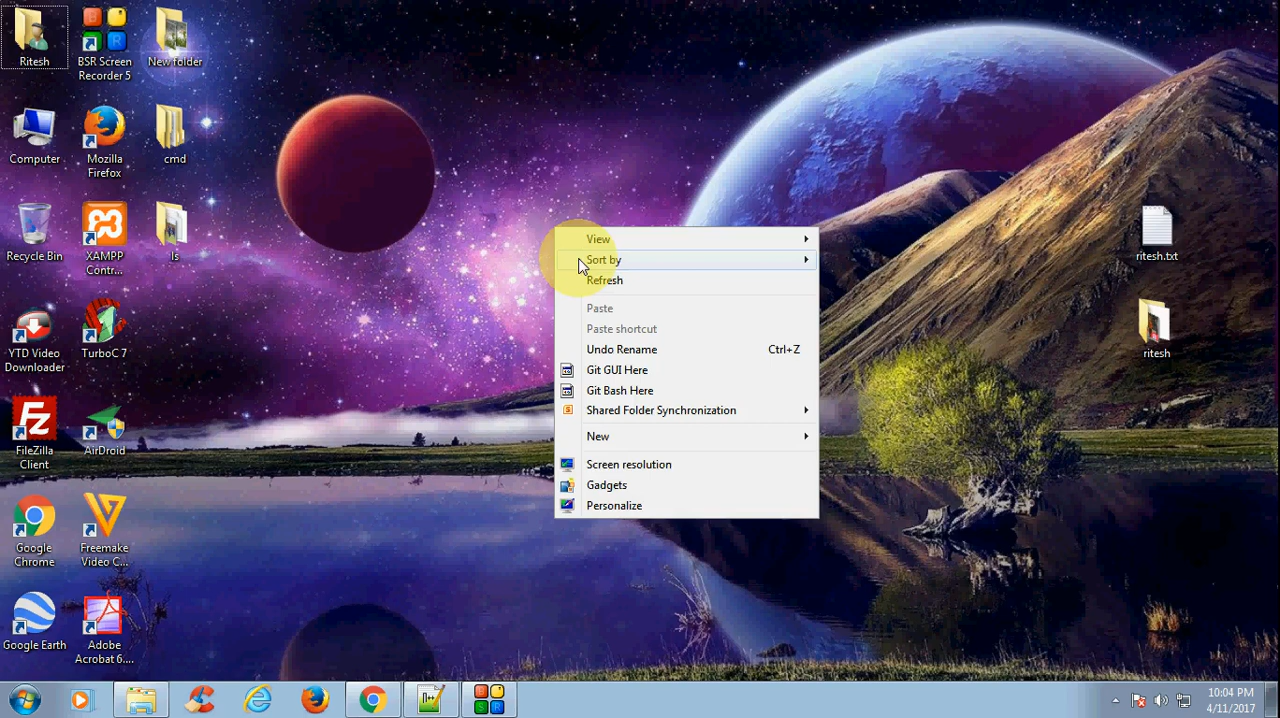 Ritesh
BSR Screen
Recorder 5
New folder
Computer
Mozilla
Firefox
cmd
Recycle Bin
XAMPP
Contr...
ls
YTD Video
Downloader
TurboC 7
FileZilla
Client
AirDroid
Google
Chrome
Freemake
Video C...
Google Earth
Adobe
Acrobat 6....
ritesh.txt
ritesh
View
Sort by
Refresh
Paste
Paste shortcut
Undo Rename Ctrl+Z
Git GUI Here
Git Bash Here
Shared Folder Synchronization
New
Screen resolution
Gadgets
Personalize
10:04 PM
4/11/2017